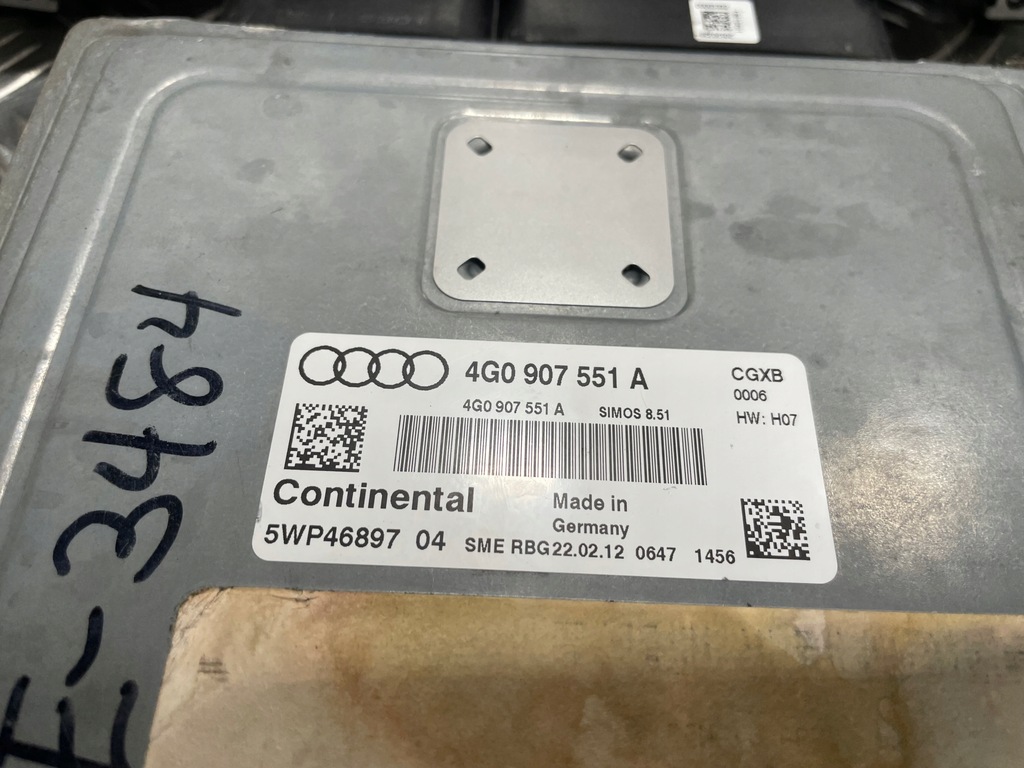 4G0 907 551 A
CGXB
0006
HW: H07
4G0 907 551 A SIMOS 8.51
Continental
Made in
Germany
5WP46897 04 SME RBG22.02.12 0647 1456
E-3484